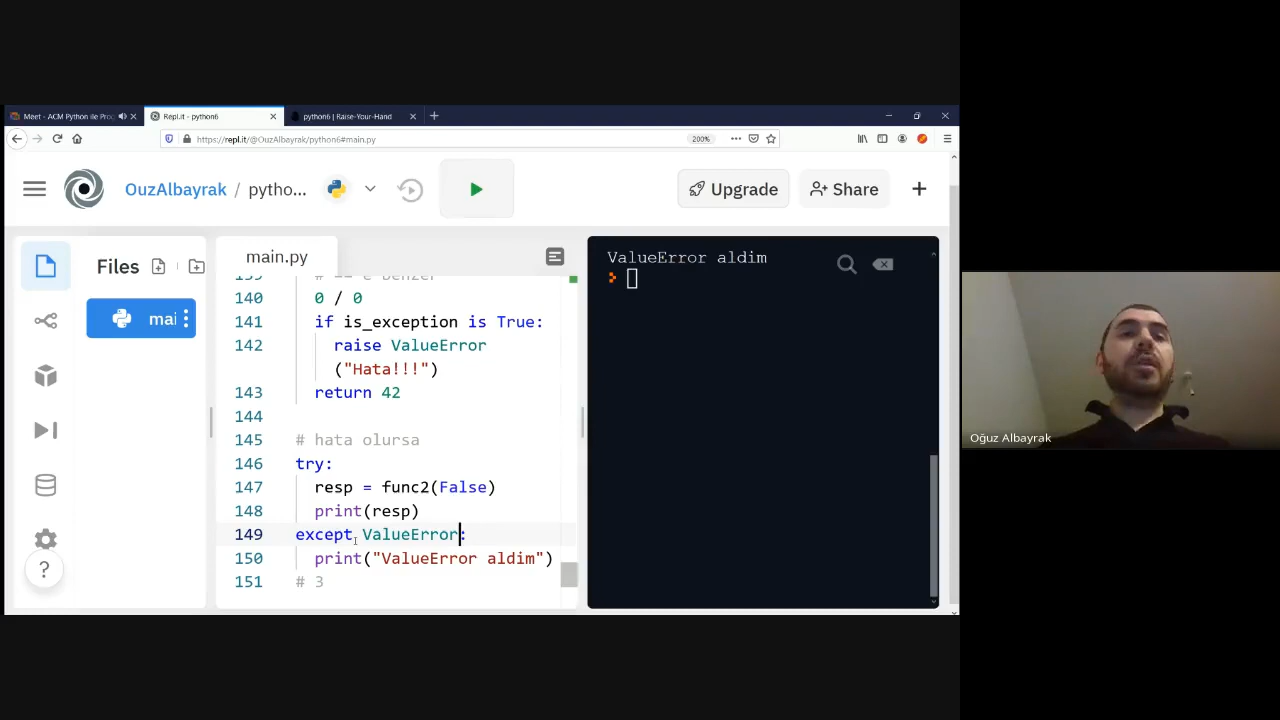 Meet - ACM Python ile Prog
Repl.it - python6
python6 | Raise-Your-Hand
https://repl.it/@OuzAlbayrak/python6#main.py
200%
OuzAlbayrak / pytho...
Upgrade
Share
Files
mai
main.py
140 0 / 0
141 if is_exception is True:
142 raise ValueError
("Hata!!!")
143 return 42
144
145 # hata olursa
146 try:
147 resp = func2(False)
148 print(resp)
149 except ValueError:
150 print("ValueError aldim")
151 # 3
ValueError aldim
Oğuz Albayrak